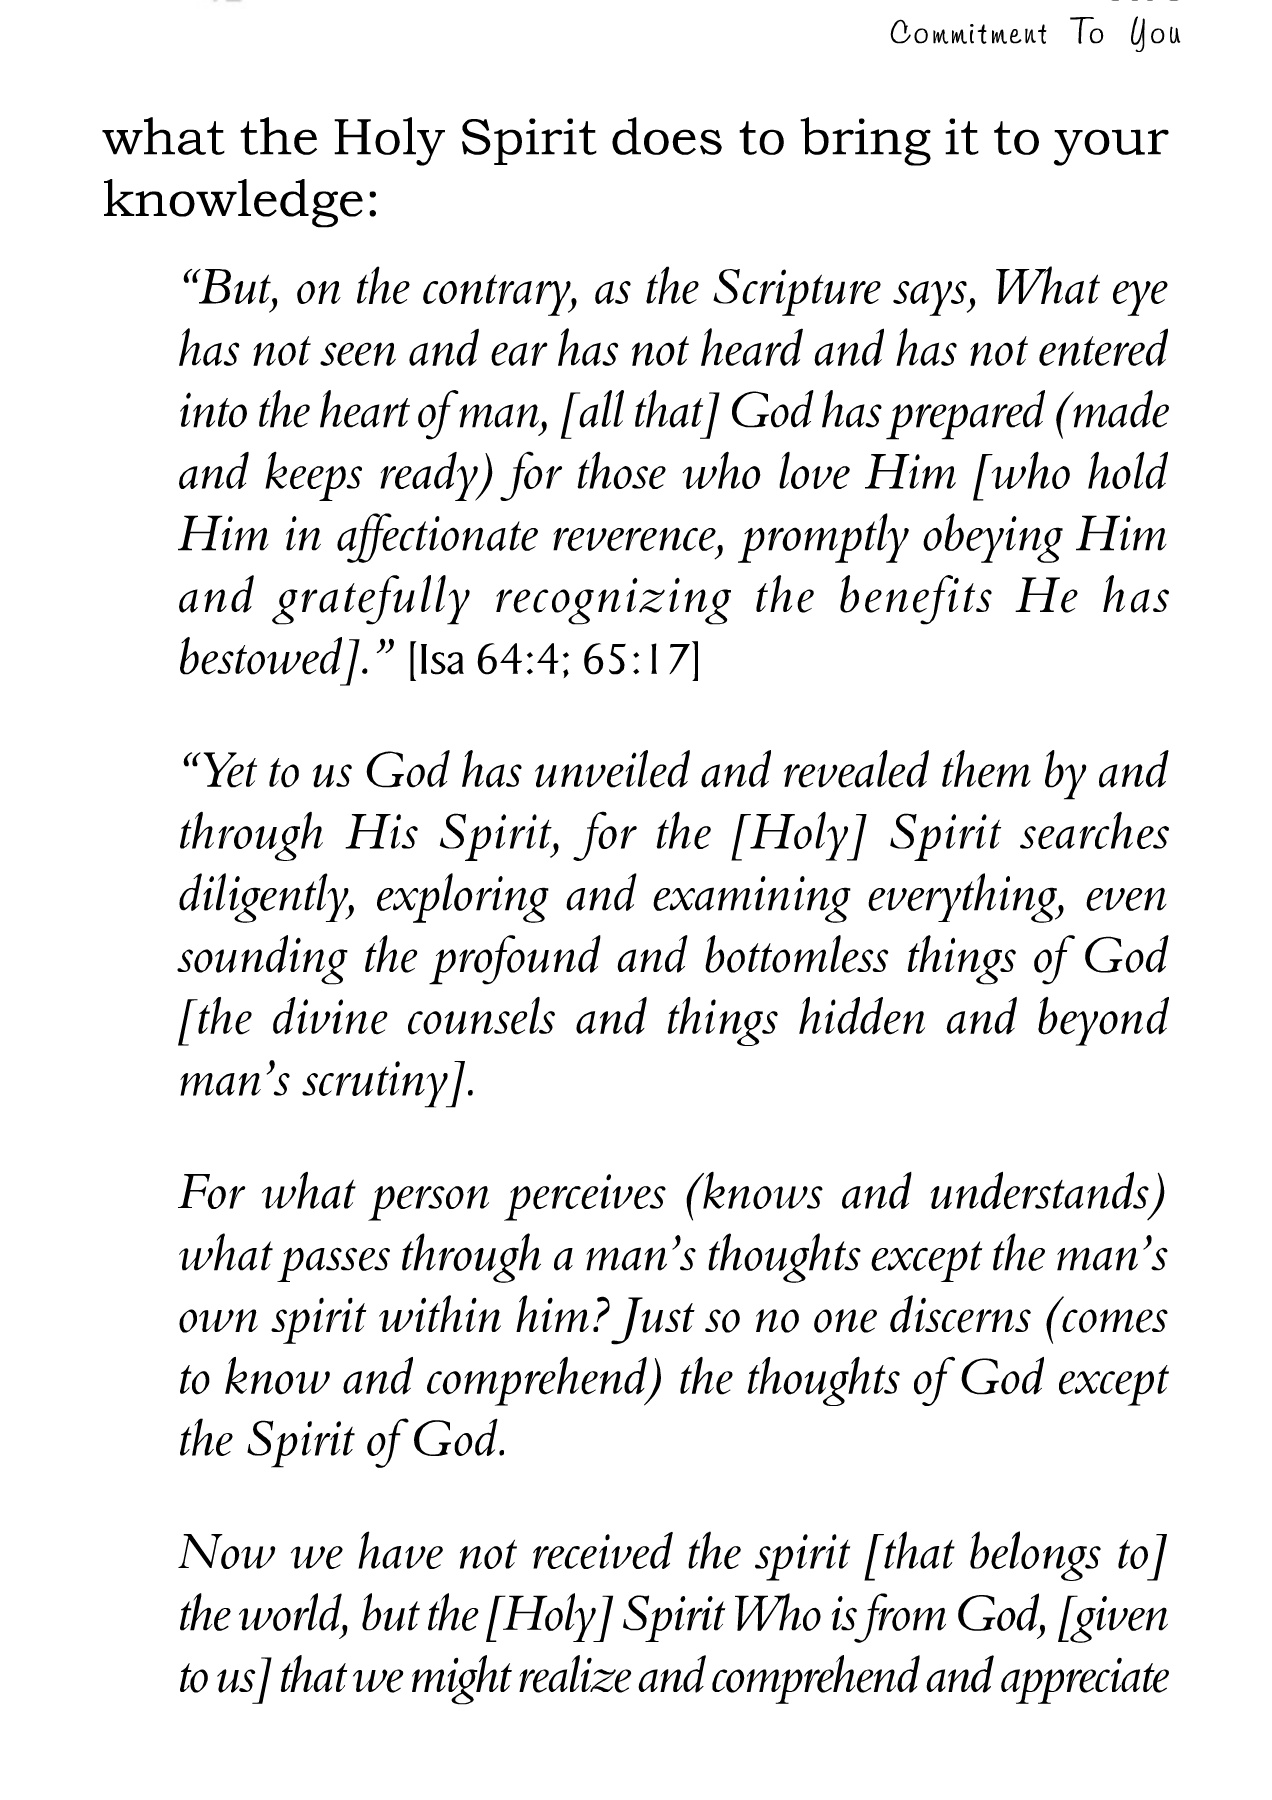 Commitment To You
what the Holy Spirit does to bring it to your
knowledge:
“But, on the contrary, as the Scripture says, What eye
has not seen and ear has not heard and has not entered
into the heart of man, [all that] God has prepared (made
and keeps ready) for those who love Him [who hold
Him in affectionate reverence, promptly obeying Him
and gratefully recognizing the benefits He has
bestowed].” [Isa 64:4; 65:17]
“Yet to us God has unveiled and revealed them by and
through His Spirit, for the [Holy] Spirit searches
diligently, exploring and examining everything, even
sounding the profound and bottomless things of God
[the divine counsels and things hidden and beyond
man’s scrutiny].
For what person perceives (knows and understands)
what passes through a man’s thoughts except the man’s
own spirit within him? Just so no one discerns (comes
to know and comprehend) the thoughts of God except
the Spirit of God.
Now we have not received the spirit [that belongs to]
the world, but the [Holy] Spirit Who is from God, [given
to us] that we might realize and comprehend and appreciate